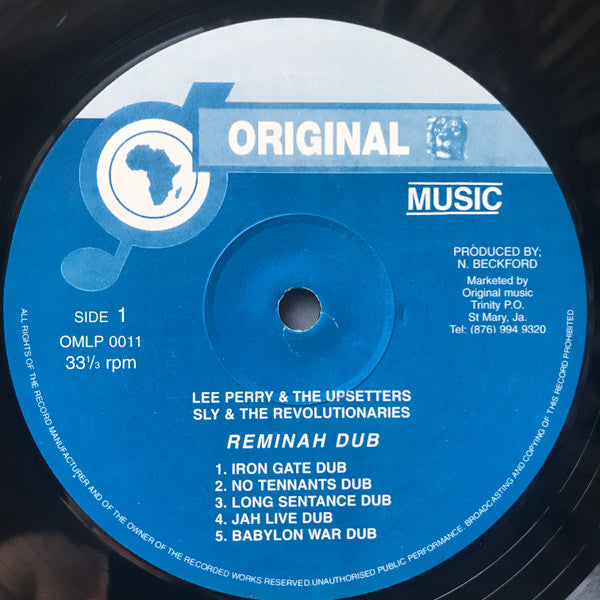 ORIGINAL
MUSIC
PRODUCED BY;
N. BECKFORD
Marketed by
Original music
Trinity P.O.
St Mary, Ja.
Tel: (876) 994 9320
SIDE 1
OMLP 0011
33⅓ rpm
LEE PERRY & THE UPSETTERS
SLY & THE REVOLUTIONARIES
REMINAH DUB
1. IRON GATE DUB
2. NO TENNANTS DUB
3. LONG SENTANCE DUB
4. JAH LIVE DUB
5. BABYLON WAR DUB
ALL RIGHTS OF THE RECORD MANUFACTURER AND OF THE OWNER OF THE RECORDED WORKS RESERVED.UNAUTHORISED PUBLIC PERFORMANCE, BROADCASTING AND COPYING OF THIS RECORD PROHIBITED